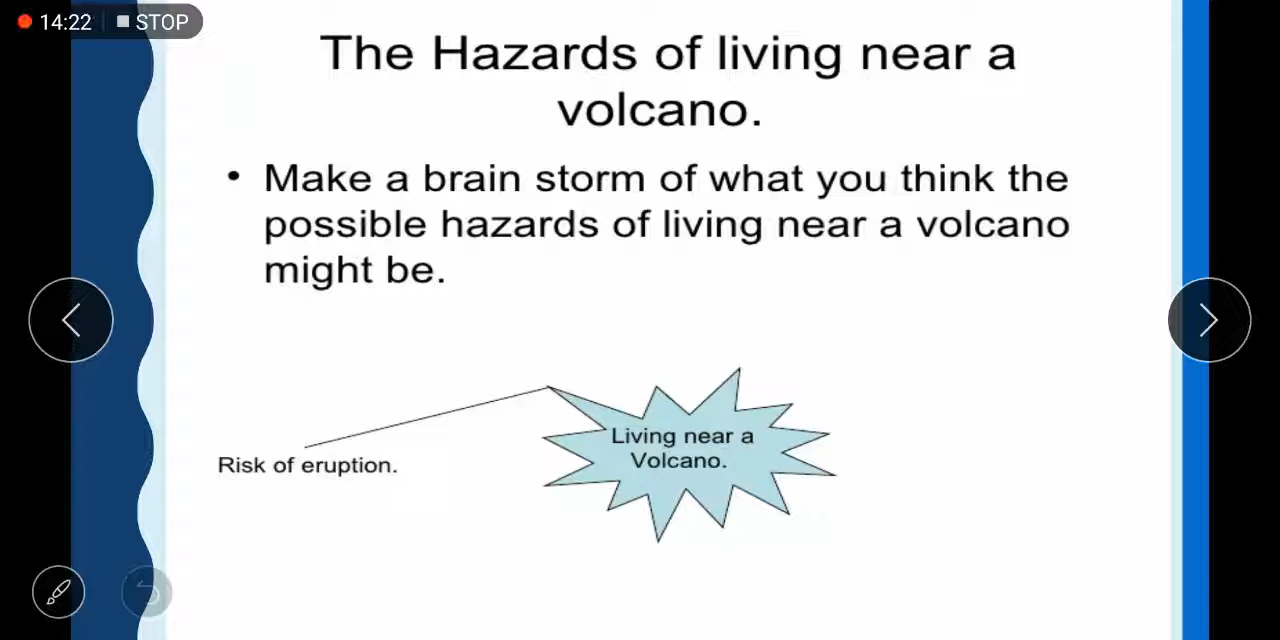 14:22 STOP
The Hazards of living near a
volcano.
• Make a brain storm of what you think the
possible hazards of living near a volcano
might be.
Living near a
Volcano.
Risk of eruption.